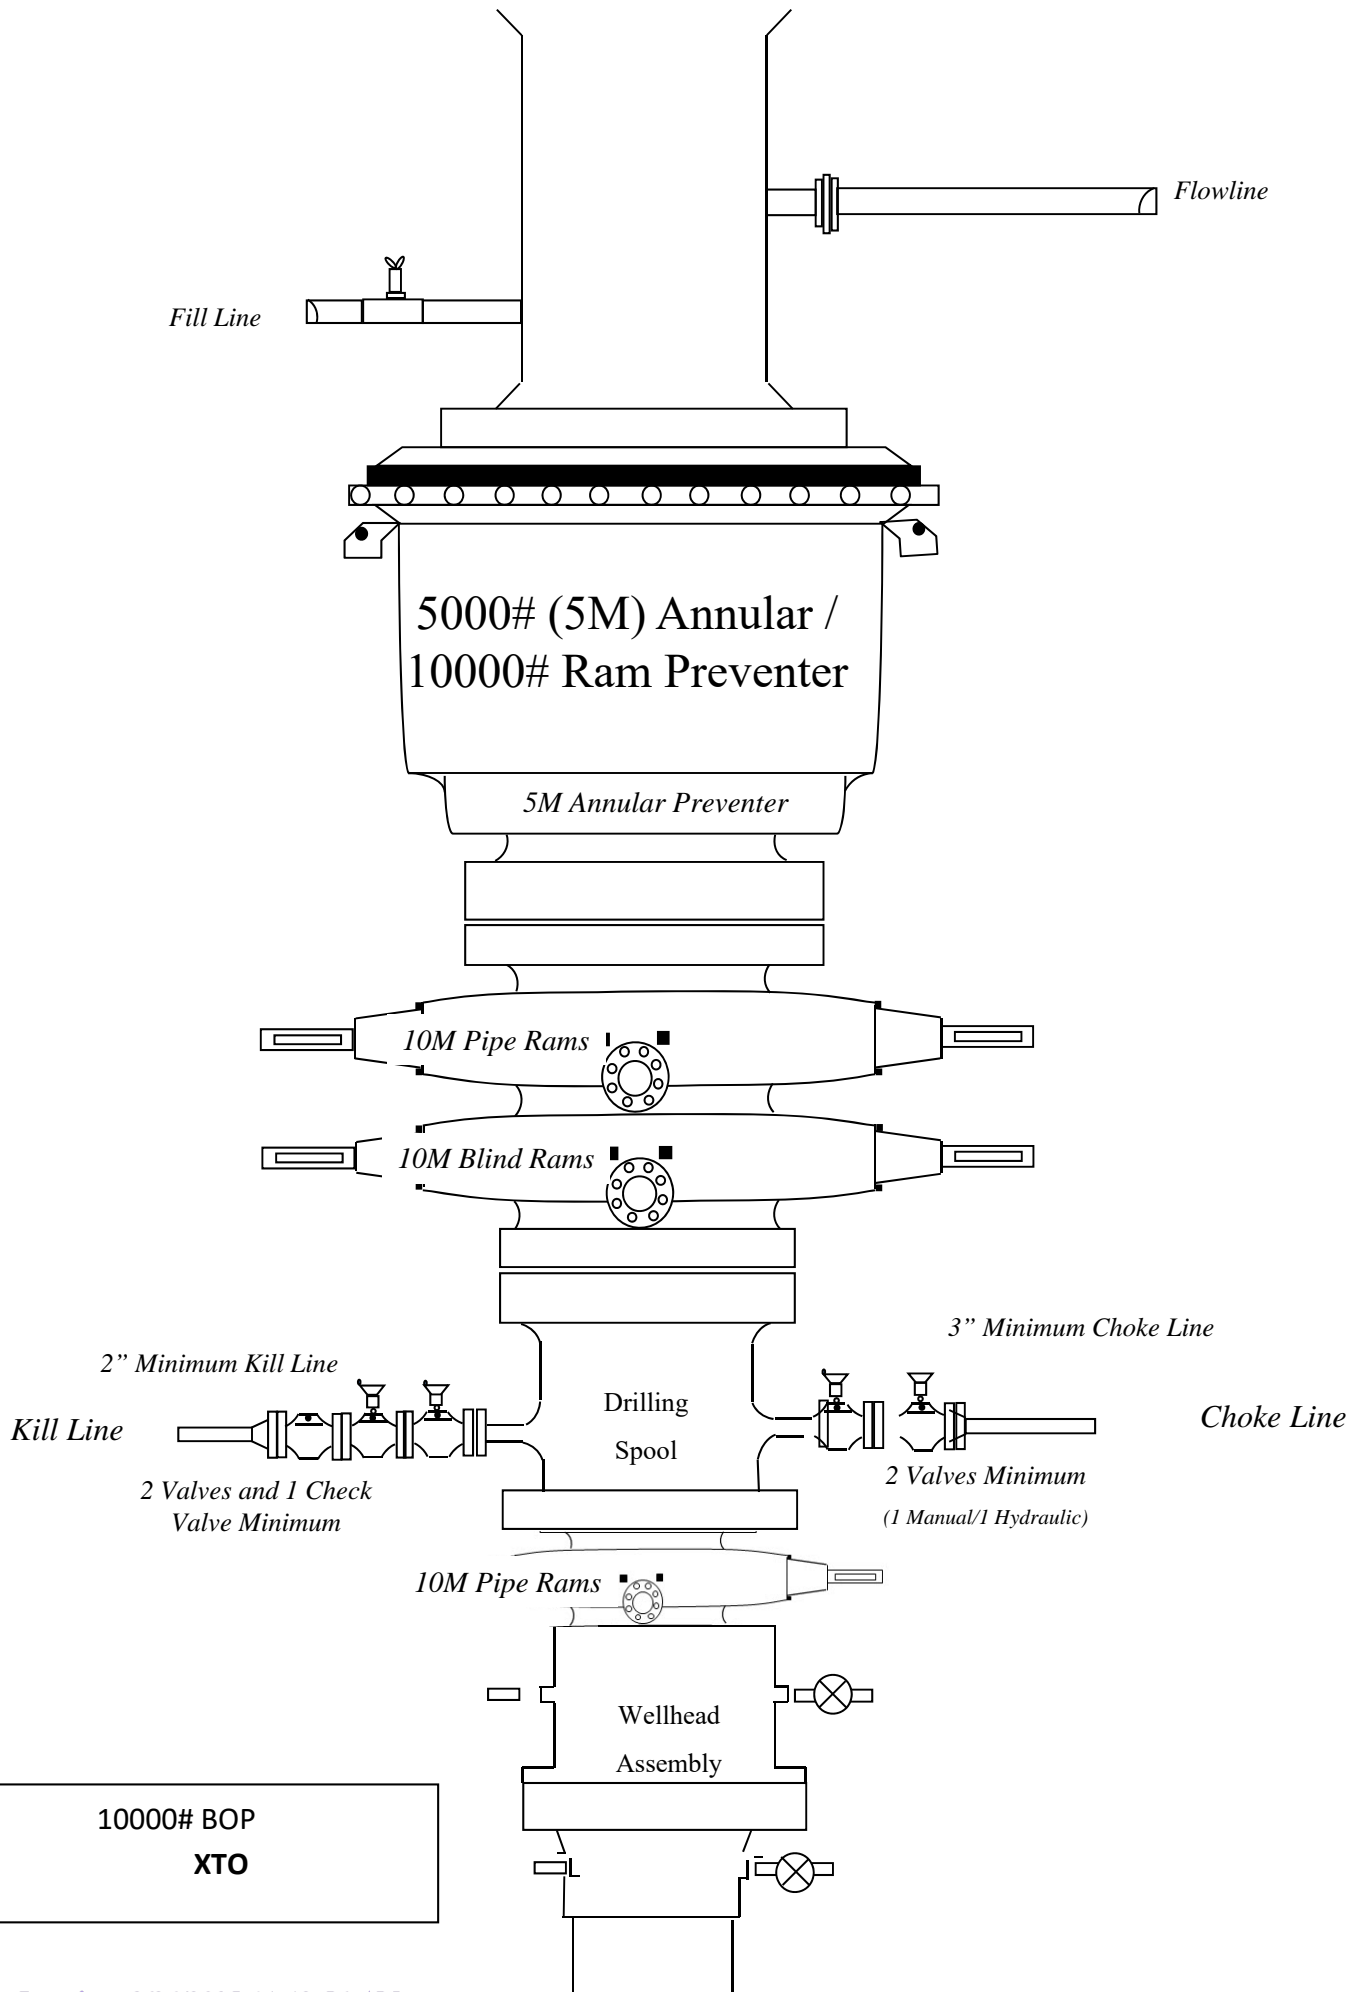 Flowline
Fill Line
5000# (5M) Annular /
10000# Ram Preventer
5M Annular Preventer
10M Pipe Rams
10M Blind Rams
3” Minimum Choke Line
2” Minimum Kill Line
Drilling
Spool
Kill Line
Choke Line
2 Valves and 1 Check
Valve Minimum
2 Valves Minimum
(1 Manual/1 Hydraulic)
10M Pipe Rams
Wellhead
Assembly
10000# BOP
XTO